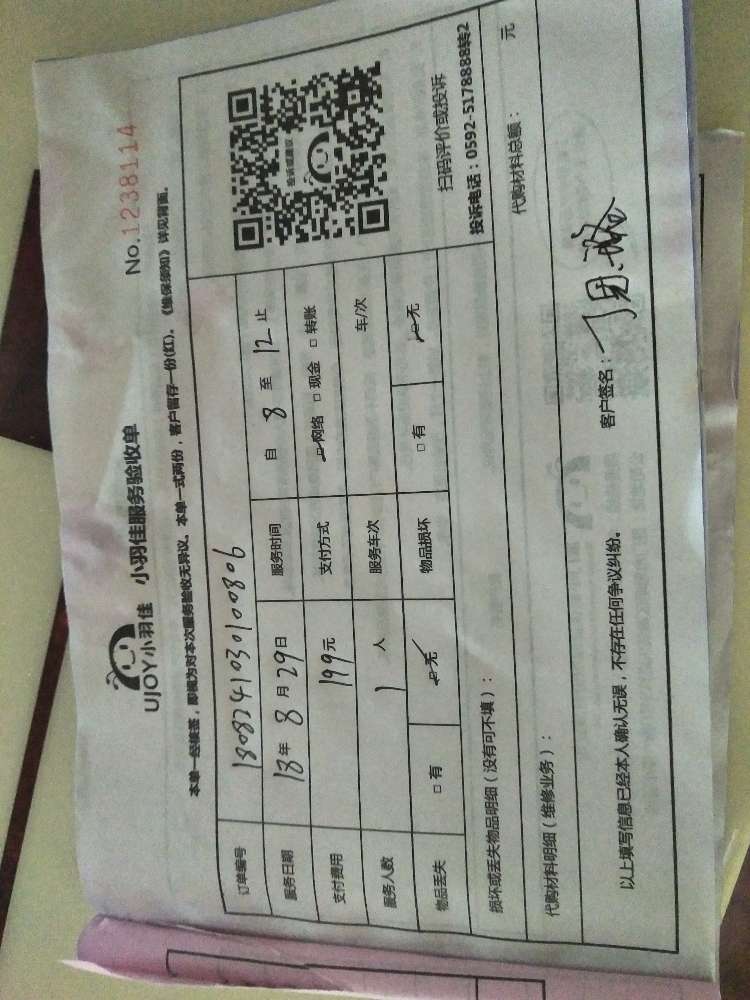 UJOY小羽佳 小羽佳服务验收单 No.1238114
本单一经接签，即视为对本次服务验收无异议。本单一式两份，客户留存一份(红)。《维保须知》详见背面。
订单编号 1808241030100806
服务日期 18年8月29日 服务时间 自 8 至 12 止
支付费用 199元 支付方式 网络 □现金 □转账
服务人数 1 人 服务车次 车/次
物品丢失 □有 □无 物品损坏 □有 □无
投诉或建议
扫码评价或投诉
投诉电话：0592-5178888转2
损坏或丢失物品明细（没有可不填）：
代购材料明细（维修业务）： 代购材料总额： 元
以上填写信息已经本人确认无误，不存在任何争议纠纷。 客户签名：